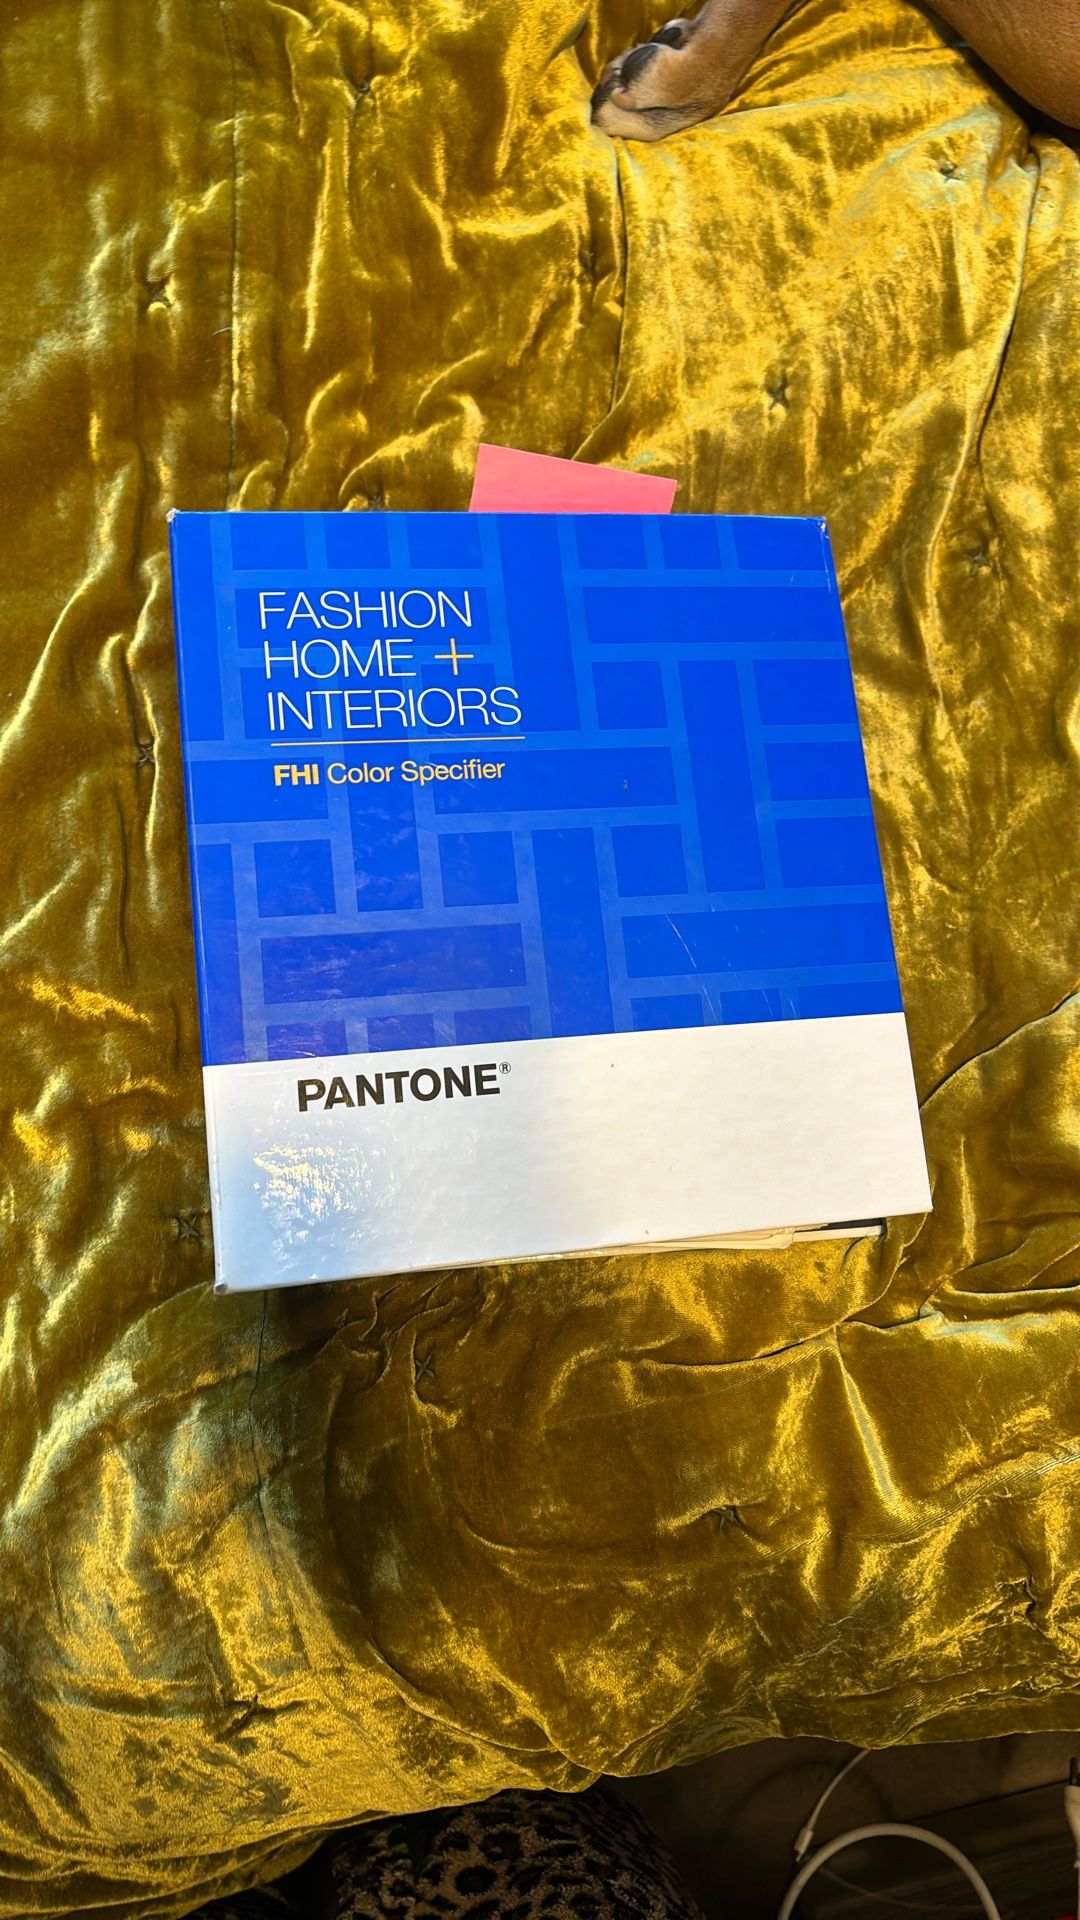 FASHION
HOME +
INTERIORS
FHI Color Specifier
PANTONE®